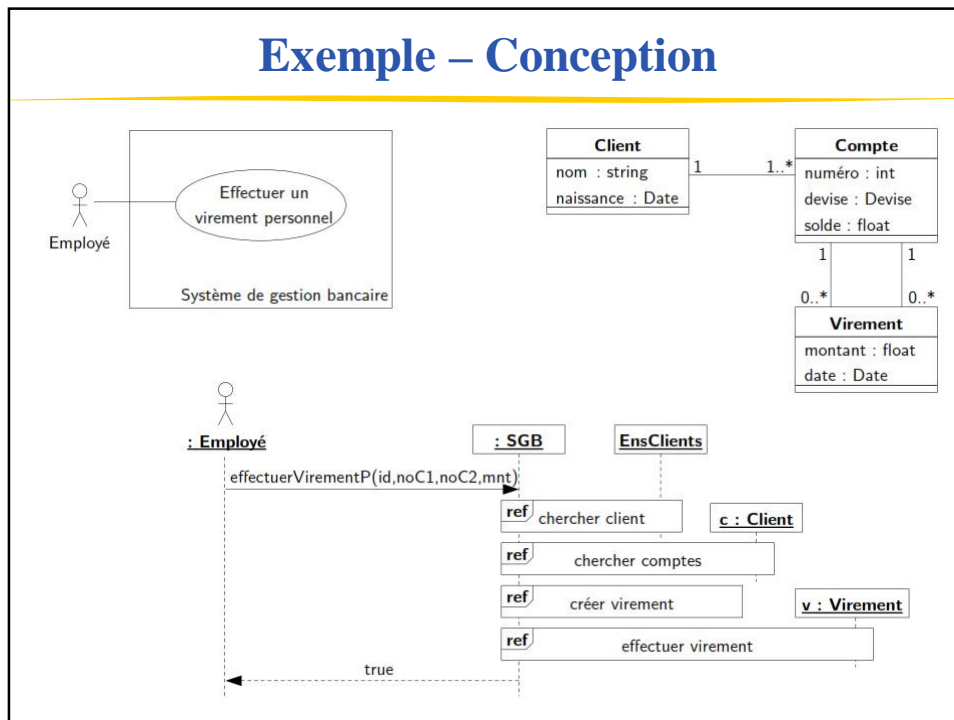 Exemple – Conception
Effectuer un
virement personnel
Employé
Système de gestion bancaire
Client
nom : string
naissance : Date
1
1..*
Compte
numéro : int
devise : Devise
solde : float
1
1
0..*
0..*
Virement
montant : float
date : Date
: Employé
: SGB
EnsClients
effectuerVirementP(id,noC1,noC2,mnt)
ref
chercher client
c : Client
ref
chercher comptes
ref
créer virement
v : Virement
ref
effectuer virement
true